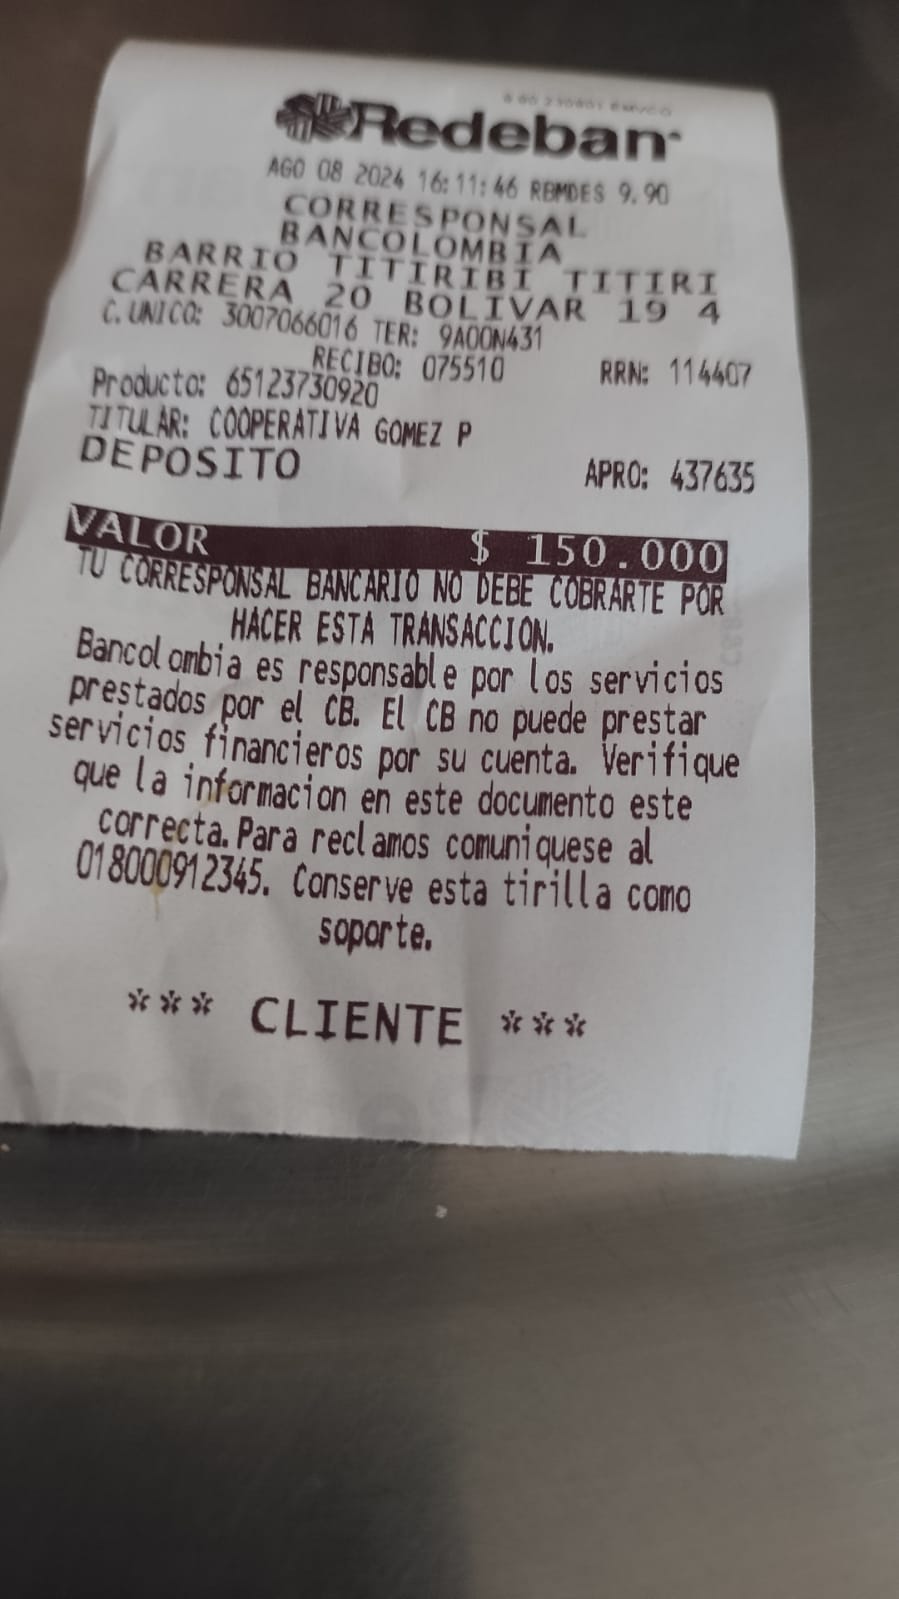 Redeban
AGO 08 2024 16:11:46 RBMDES 9.90
CORRESPONSAL
BANCOLOMBIA
BARRIO TITIRIBI TITIRI
CARRERA 20 BOLIVAR 19 4
C. UNICO: 3007066016 TER: 9A00N431
RECIBO: 075510 RRN: 114407
Producto: 65123730920
TITULAR: COOPERATIVA GOMEZ P
DEPOSITO APRO: 437635
VALOR $ 150.000
TU CORRESPONSAL BANCARIO NO DEBE COBRARTE POR
HACER ESTA TRANSACCION.
Bancolombia es responsable por los servicios
prestados por el CB. El CB no puede prestar
servicios financieros por su cuenta. Verifique
que la informacion en este documento este
correcta. Para reclamos comuniquese al
018000912345. Conserve esta tirilla como
soporte.
*** CLIENTE ***